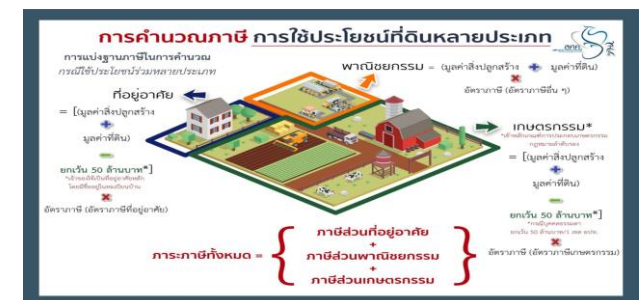 การคำนวณภาษี การใช้ประโยชน์ที่ดินหลายประเภท
สถก.
การแบ่งฐานภาษีในการคำนวณ
กรณีใช้ประโยชน์ร่วมหลายประเภท
พาณิชยกรรม = (มูลค่าสิ่งปลูกสร้าง + มูลค่าที่ดิน)
×
อัตราภาษี (อัตราภาษีอื่น ๆ)
ที่อยู่อาศัย
= [(มูลค่าสิ่งปลูกสร้าง
+
มูลค่าที่ดิน)
-
ยกเว้น 50 ล้านบาท*]
×
อัตราภาษี (อัตราภาษีที่อยู่อาศัย)
เกษตรกรรม*
= [(มูลค่าสิ่งปลูกสร้าง
+
มูลค่าที่ดิน)
-
ยกเว้น 50 ล้านบาท*]
×
อัตราภาษี (อัตราภาษีเกษตรกรรม)
ภาระภาษีทั้งหมด =
ภาษีส่วนที่อยู่อาศัย
+
ภาษีส่วนพาณิชยกรรม
+
ภาษีส่วนเกษตรกรรม